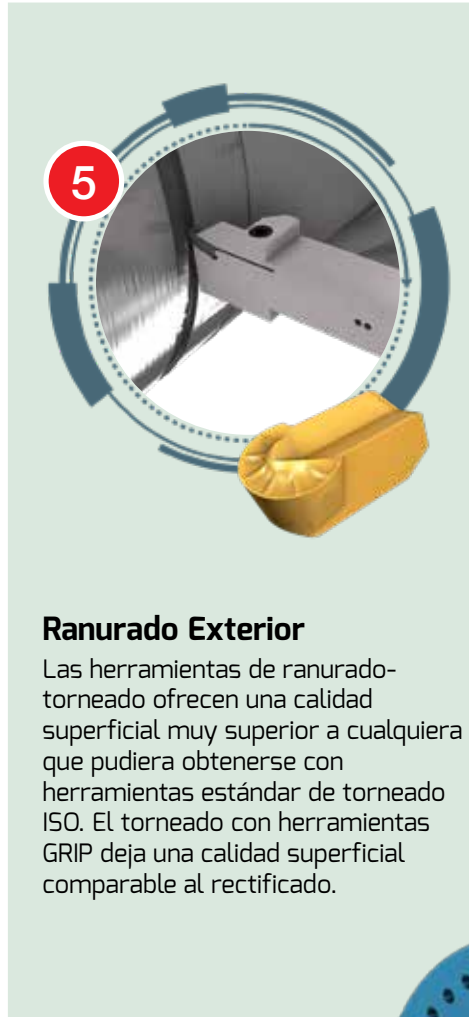 5
Ranurado Exterior
Las herramientas de ranurado-
torneado ofrecen una calidad
superficial muy superior a cualquiera
que pudiera obtenerse con
herramientas estándar de torneado
ISO. El torneado con herramientas
GRIP deja una calidad superficial
comparable al rectificado.